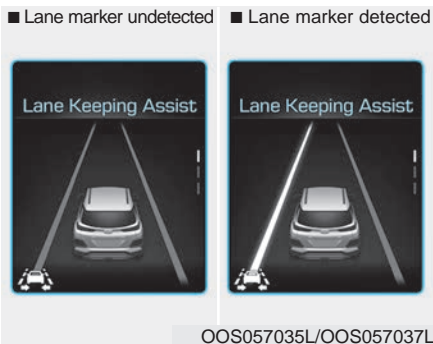 ■ Lane marker undetected
■ Lane marker detected
Lane Keeping Assist
Lane Keeping Assist
OOS057035L/OOS057037L